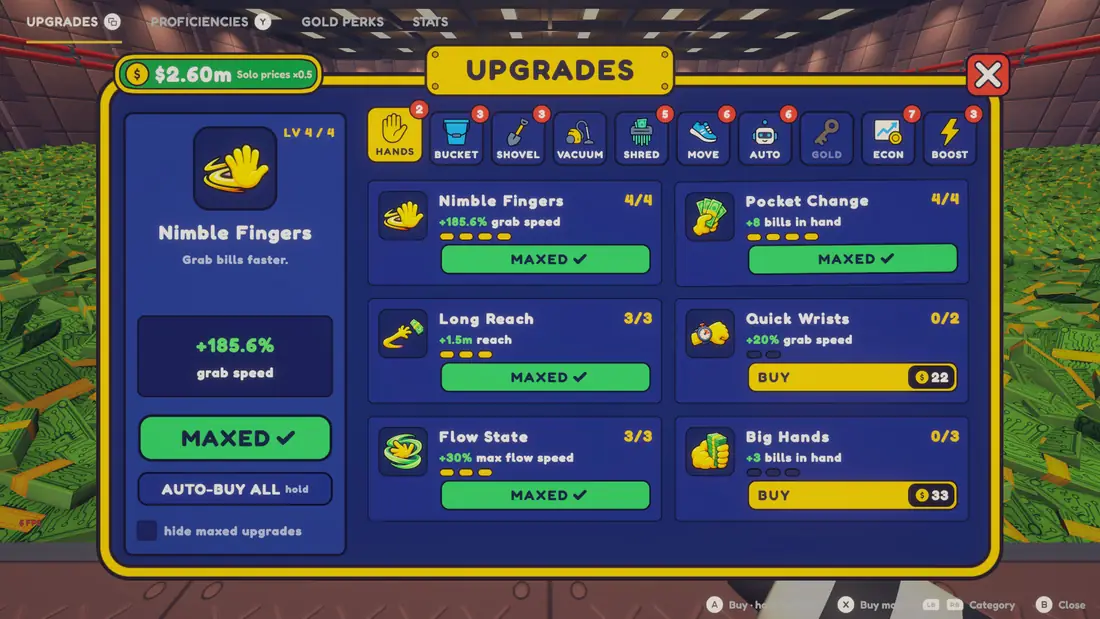 UPGRADES
PROFICIENCIES Y
GOLD PERKS
STATS
$ $2.60m Solo prices ×0.5
UPGRADES
LV 4 / 4
Nimble Fingers
Grab bills faster.
+185.6%
grab speed
MAXED
AUTO-BUY ALL hold
hide maxed upgrades
2
HANDS
3
BUCKET
3
SHOVEL
VACUUM
5
SHRED
6
MOVE
6
AUTO
GOLD
7
ECON
3
BOOST
Nimble Fingers 4/4
+185.6% grab speed
MAXED
Pocket Change 4/4
+8 bills in hand
MAXED
Long Reach 3/3
+1.5m reach
MAXED
Quick Wrists 0/2
+20% grab speed
BUY $ 22
Flow State 3/3
+30% max flow speed
MAXED
Big Hands 0/3
+3 bills in hand
BUY $ 33
6 FPS
A Buy
X Buy
LB RB Category
B Close